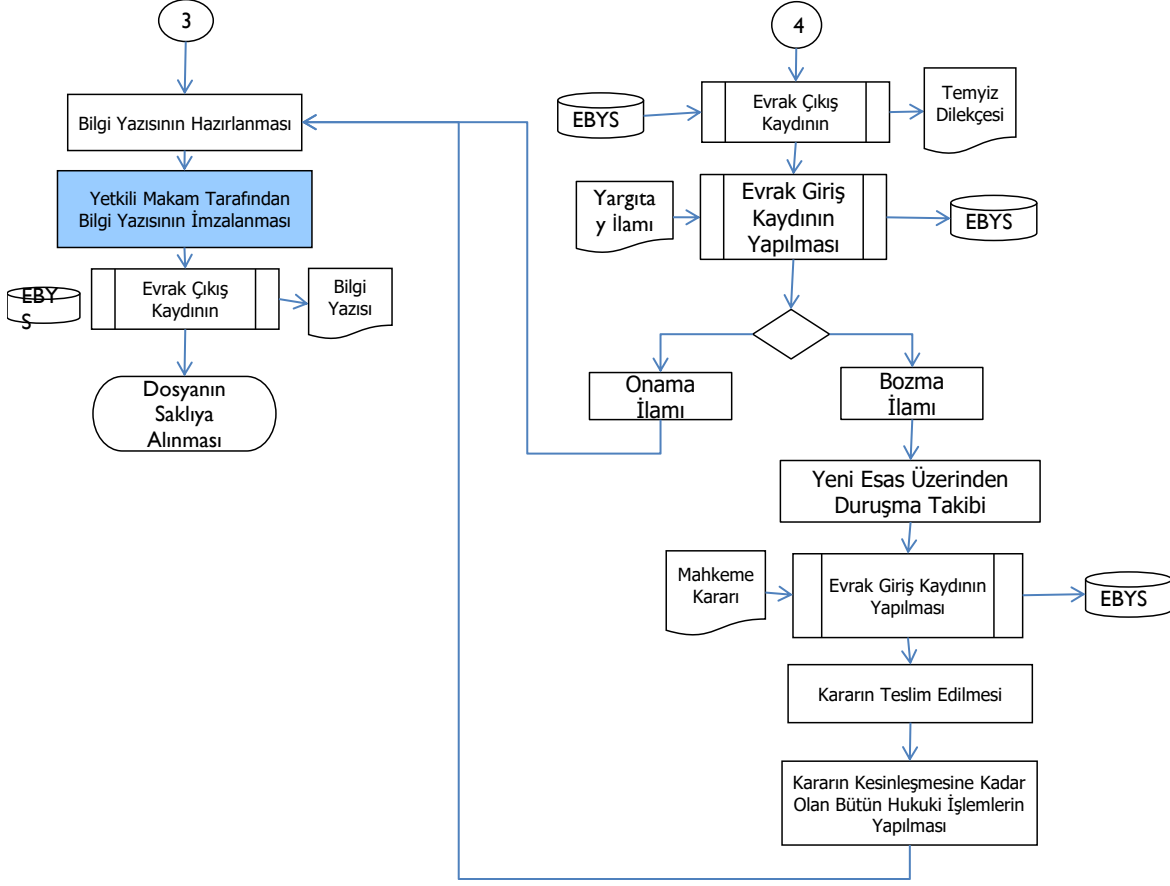 3
Bilgi Yazısının Hazırlanması
Yetkili Makam Tarafından
Bilgi Yazısının İmzalanması
EBY
S
Evrak Çıkış
Kaydının
Bilgi
Yazısı
Dosyanın
Saklıya
Alınması
4
EBYS
Evrak Çıkış
Kaydının
Temyiz
Dilekçesi
Yargıta
y İlamı
Evrak Giriş
Kaydının
Yapılması
EBYS
Onama
İlamı
Bozma
İlamı
Yeni Esas Üzerinden
Duruşma Takibi
Mahkeme
Kararı
Evrak Giriş Kaydının
Yapılması
EBYS
Kararın Teslim Edilmesi
Kararın Kesinleşmesine Kadar
Olan Bütün Hukuki İşlemlerin
Yapılması